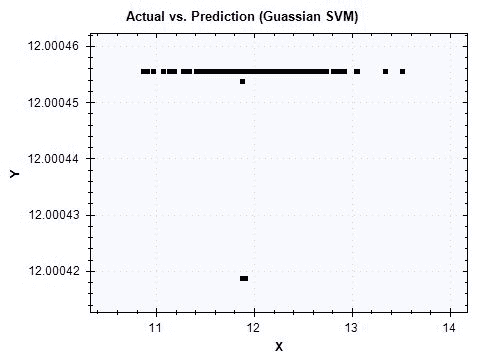 Actual vs. Prediction (Guassian SVM)
12.00046
12.00045
12.00044
12.00043
12.00042
Y
11 12 13 14
X